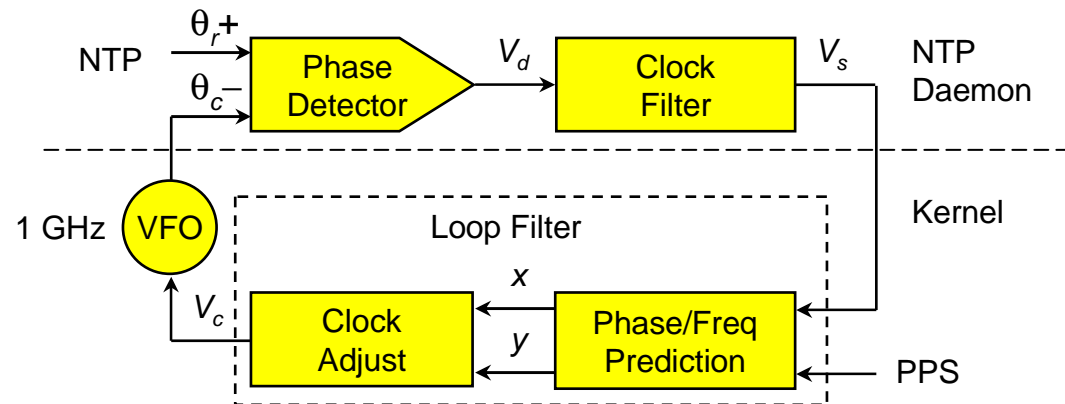 θr+
NTP
θc−
Phase
Detector
Vd
Clock
Filter
Vs
NTP
Daemon
1 GHz
VFO
Vc
Kernel
Loop Filter
Clock
Adjust
x
y
Phase/Freq
Prediction
PPS